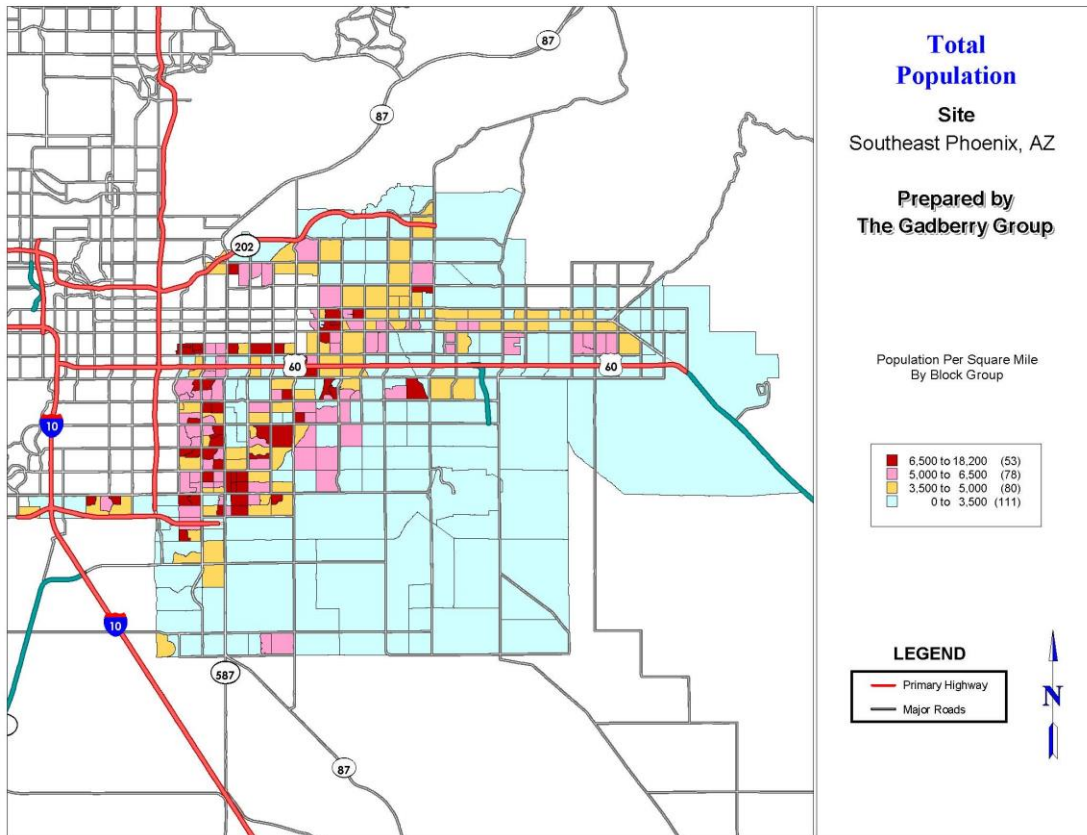 87
87
202
60
60
10
10
587
87
Total
Population
Site
Southeast Phoenix, AZ
Prepared by
The Gadberry Group
Population Per Square Mile
By Block Group
6,500 to 18,200 (53)
5,000 to 6,500 (78)
3,500 to 5,000 (80)
0 to 3,500 (111)
LEGEND
Primary Highway
Major Roads
N